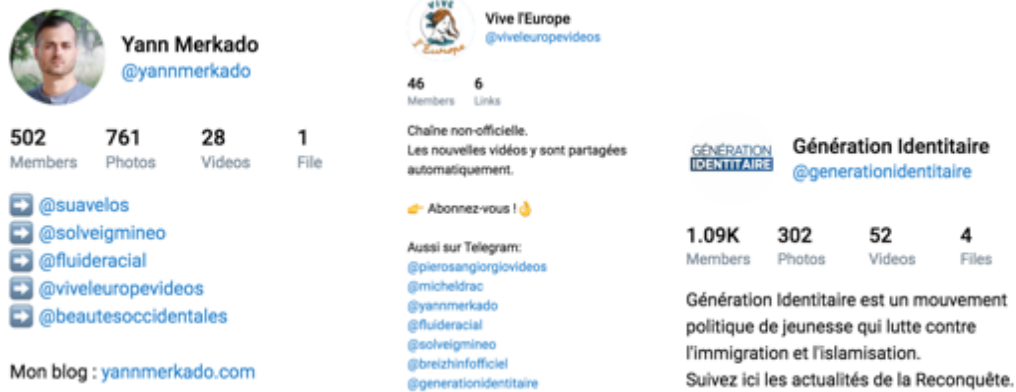 Yann Merkado
@yannmerkado
502 761 28 1
Members Photos Videos File
➡️ @suavelos
➡️ @solveigmineo
➡️ @fluideracial
➡️ @viveleuropevideos
➡️ @beautesoccidentales
Mon blog : yannmerkado.com
VIVE
l'Europe
Vive l'Europe
@viveleuropevideos
46 6
Members Links
Chaîne non-officielle.
Les nouvelles vidéos y sont partagées
automatiquement.
👉 Abonnez-vous !👌
Aussi sur Telegram:
@pierosangiorgiovideos
@micheldrac
@yannmerkado
@fluideracial
@solveigmineo
@breizhinfofficiel
@generationidentitaire
GÉNÉRATION
IDENTITAIRE
Génération Identitaire
@generationidentitaire
1.09K 302 52 4
Members Photos Videos Files
Génération Identitaire est un mouvement
politique de jeunesse qui lutte contre
l'immigration et l'islamisation.
Suivez ici les actualités de la Reconquête.